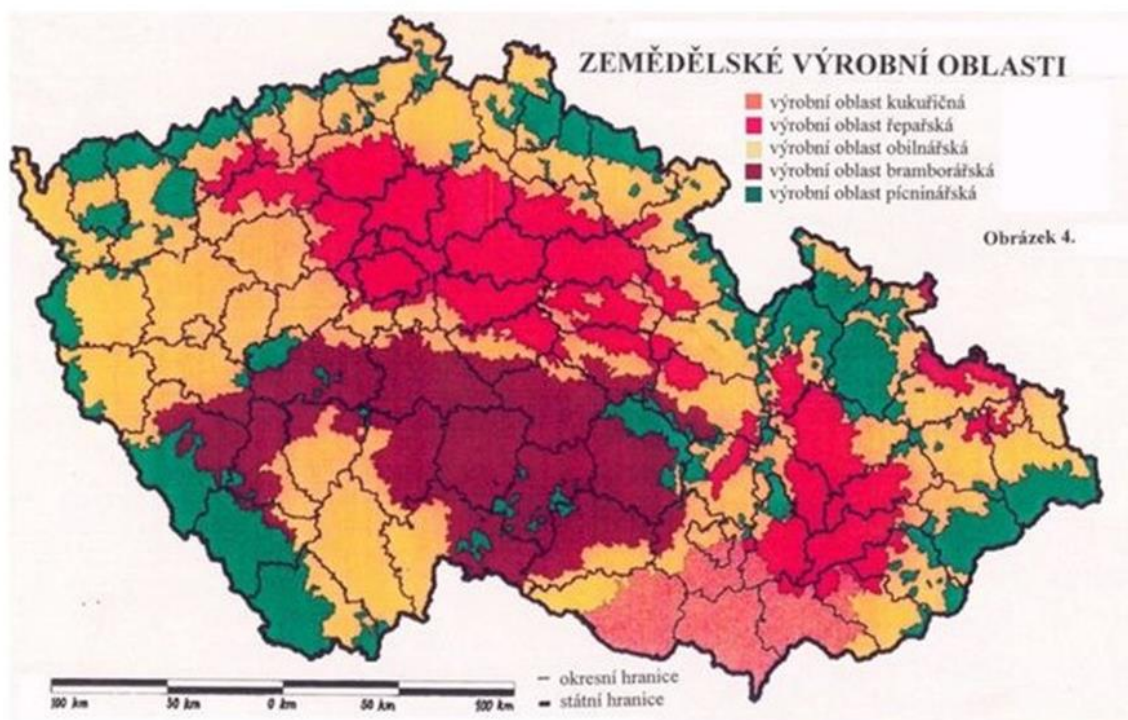 ZEMĚDĚLSKÉ VÝROBNÍ OBLASTI
výrobní oblast kukuřičná
výrobní oblast řepařská
výrobní oblast obilnářská
výrobní oblast bramborářská
výrobní oblast pícninářská
Obrázek 4.
okresní hranice
státní hranice
100 km 50 km 0 km 50 km 100 km